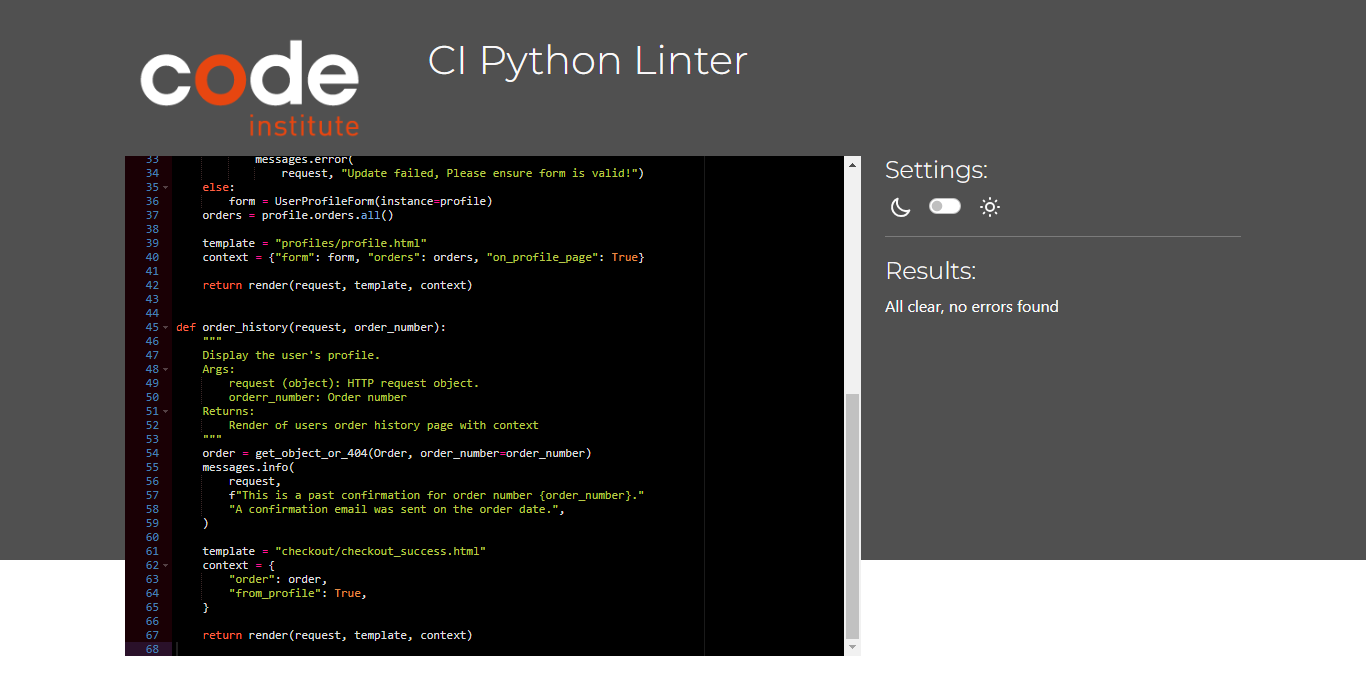 code
institute
CI Python Linter
33 messages.error(
34 request, "Update failed, Please ensure form is valid!")
35 else:
36 form = UserProfileForm(instance=profile)
37 orders = profile.orders.all()
38
39 template = "profiles/profile.html"
40 context = {"form": form, "orders": orders, "on_profile_page": True}
41
42 return render(request, template, context)
43
44
45 def order_history(request, order_number):
46 """
47 Display the user's profile.
48 Args:
49 request (object): HTTP request object.
50 orderr_number: Order number
51 Returns:
52 Render of users order history page with context
53 """
54 order = get_object_or_404(Order, order_number=order_number)
55 messages.info(
56 request,
57 f"This is a past confirmation for order number {order_number}."
58 "A confirmation email was sent on the order date.",
59 )
60
61 template = "checkout/checkout_success.html"
62 context = {
63 "order": order,
64 "from_profile": True,
65 }
66
67 return render(request, template, context)
68
Settings:
Results:
All clear, no errors found